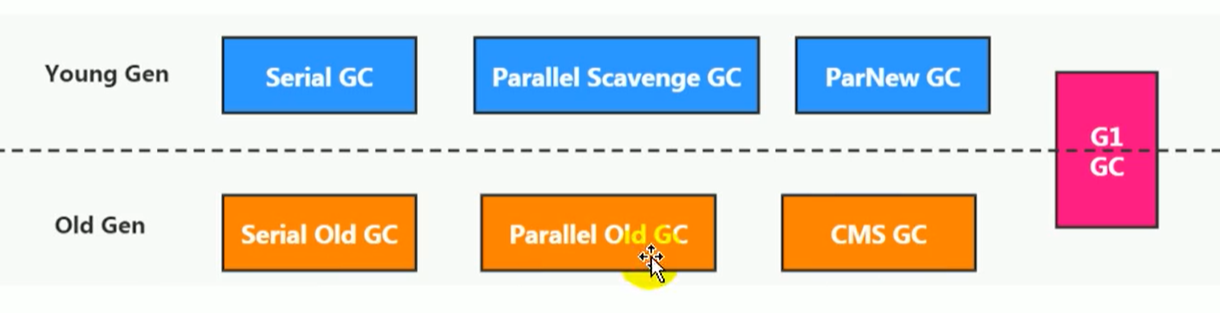 Young Gen
Serial GC
Parallel Scavenge GC
ParNew GC
G1
GC
Old Gen
Serial Old GC
Parallel Old GC
CMS GC